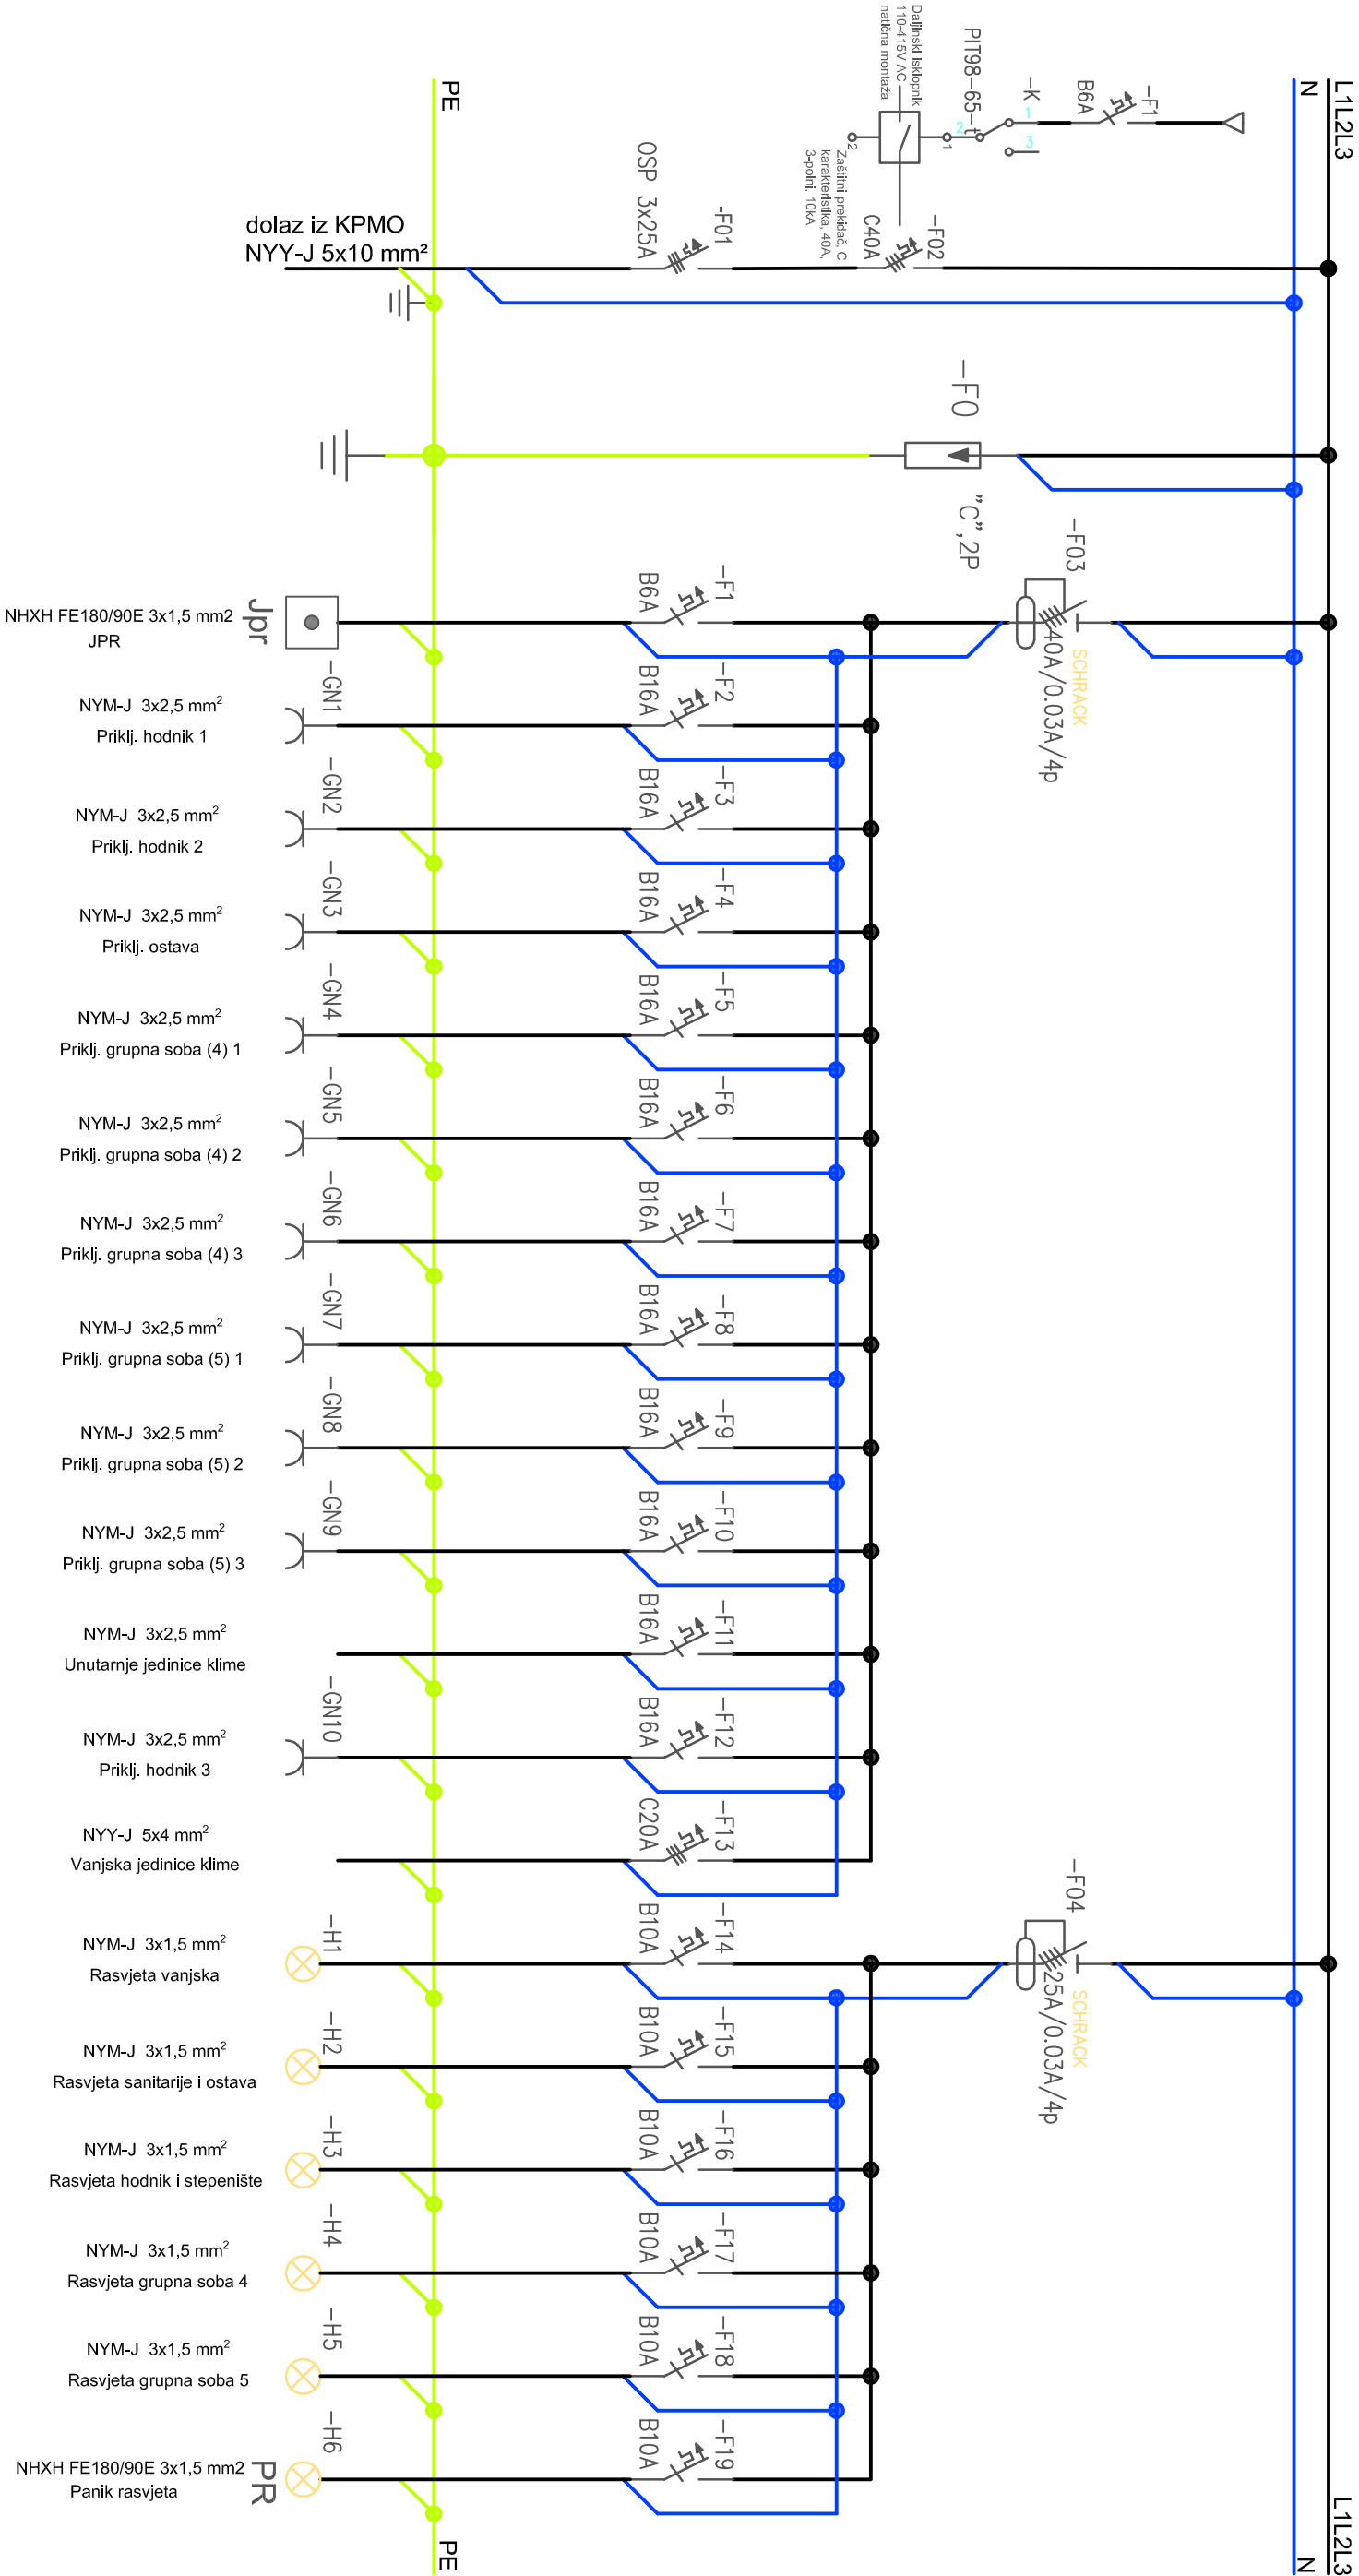 L1L2L3
N
PE
-F1
B6A
-K
1
2
3
PIT98-65-t
Daljinski isklopnik
110-415V AC
natična montaža
1
2
Zaštitni prekidač, C
karakteristika, 40A,
3-polni, 10kA
-F02
C40A
-F01
OSP 3x25A
dolaz iz KPMO
NYY-J 5x10 mm²
-F0
"C",2P
-F03
SCHRACK
40A/0.03A/4p
-F1
B6A
Jpr
NHXH FE180/90E 3x1,5 mm2
JPR
-F2
B16A
-GN1
NYM-J 3x2,5 mm²
Priklj. hodnik 1
-F3
B16A
-GN2
NYM-J 3x2,5 mm²
Priklj. hodnik 2
-F4
B16A
-GN3
NYM-J 3x2,5 mm²
Priklj. ostava
-F5
B16A
-GN4
NYM-J 3x2,5 mm²
Priklj. grupna soba (4) 1
-F6
B16A
-GN5
NYM-J 3x2,5 mm²
Priklj. grupna soba (4) 2
-F7
B16A
-GN6
NYM-J 3x2,5 mm²
Priklj. grupna soba (4) 3
-F8
B16A
-GN7
NYM-J 3x2,5 mm²
Priklj. grupna soba (5) 1
-F9
B16A
-GN8
NYM-J 3x2,5 mm²
Priklj. grupna soba (5) 2
-F10
B16A
-GN9
NYM-J 3x2,5 mm²
Priklj. grupna soba (5) 3
-F11
B16A
NYM-J 3x2,5 mm²
Unutarnje jedinice klime
-F12
B16A
-GN10
NYM-J 3x2,5 mm²
Priklj. hodnik 3
-F13
C20A
NYY-J 5x4 mm²
Vanjska jedinice klime
-F04
SCHRACK
25A/0.03A/4p
-F14
B10A
-H1
NYM-J 3x1,5 mm²
Rasvjeta vanjska
-F15
B10A
-H2
NYM-J 3x1,5 mm²
Rasvjeta sanitarije i ostava
-F16
B10A
-H3
NYM-J 3x1,5 mm²
Rasvjeta hodnik i stepenište
-F17
B10A
-H4
NYM-J 3x1,5 mm²
Rasvjeta grupna soba 4
-F18
B10A
-H5
NYM-J 3x1,5 mm²
Rasvjeta grupna soba 5
-F19
B10A
-H6
PR
NHXH FE180/90E 3x1,5 mm2
Panik rasvjeta
L1L2L3
N
PE